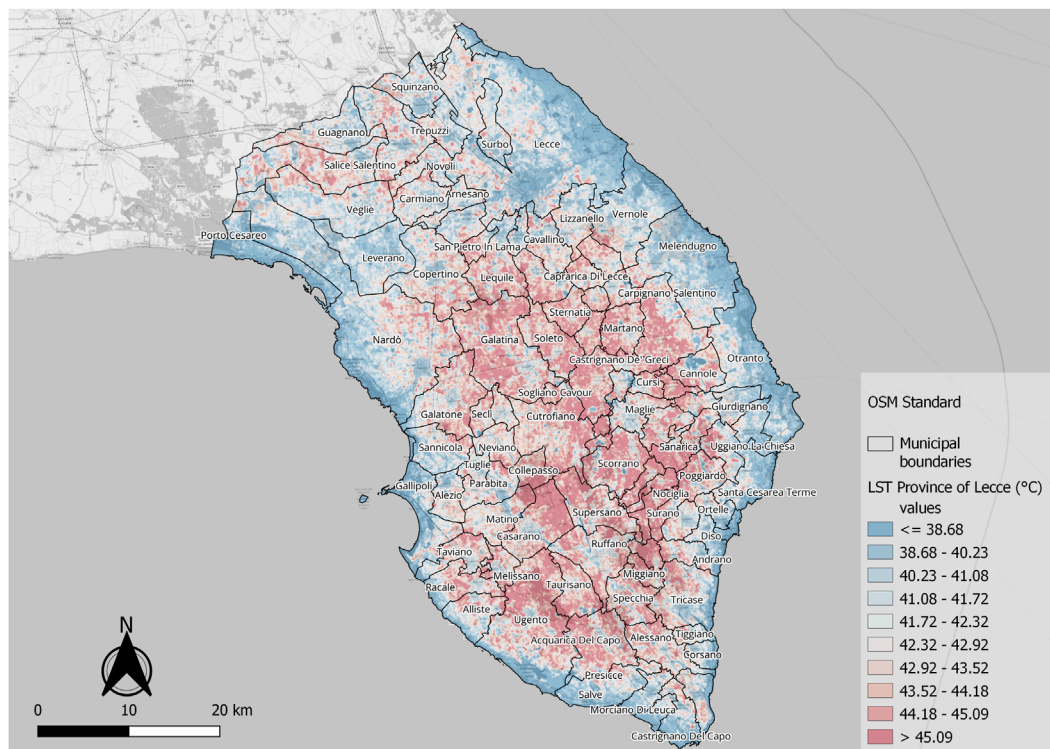 Squinzano
Guagnano
Trepuzzi
Surbo
Lecce
Salice Salentino
Novoli
Carmiano
Arnesano
Veglie
Lizzanello
Vernole
Porto Cesareo
San Pietro In Lama
Cavallino
Melendugno
Leverano
Copertino
Lequile
Caprarica Di Lecce
Carpignano Salentino
Sternatia
Martano
Nardò
Galatina
Soleto
Castrignano De' Greci
Otranto
Cannole
Cursi
Sogliano Cavour
Maglie
Giurdignano
Galatone
Seclì
Cutrofiano
Sannicola
Neviano
Sanarica
Uggiano La Chiesa
Tuglie
Collepasso
Scorrano
Poggiardo
Gallipoli
Alezio
Parabita
Nociglia
Santa Cesarea Terme
Matino
Supersano
Surano
Ortelle
Casarano
Diso
Taviano
Ruffano
Andrano
Racale
Melissano
Miggiano
Taurisano
Specchia
Tricase
Alliste
Ugento
Acquarica Del Capo
Alessano
Tiggiano
Corsano
Presicce
Salve
Morciano Di Leuca
Castrignano Del Capo
OSM Standard
Municipal
boundaries
LST Province of Lecce (°C)
values
<= 38.68
38.68 - 40.23
40.23 - 41.08
41.08 - 41.72
41.72 - 42.32
42.32 - 42.92
42.92 - 43.52
43.52 - 44.18
44.18 - 45.09
> 45.09
N
0 10 20 km